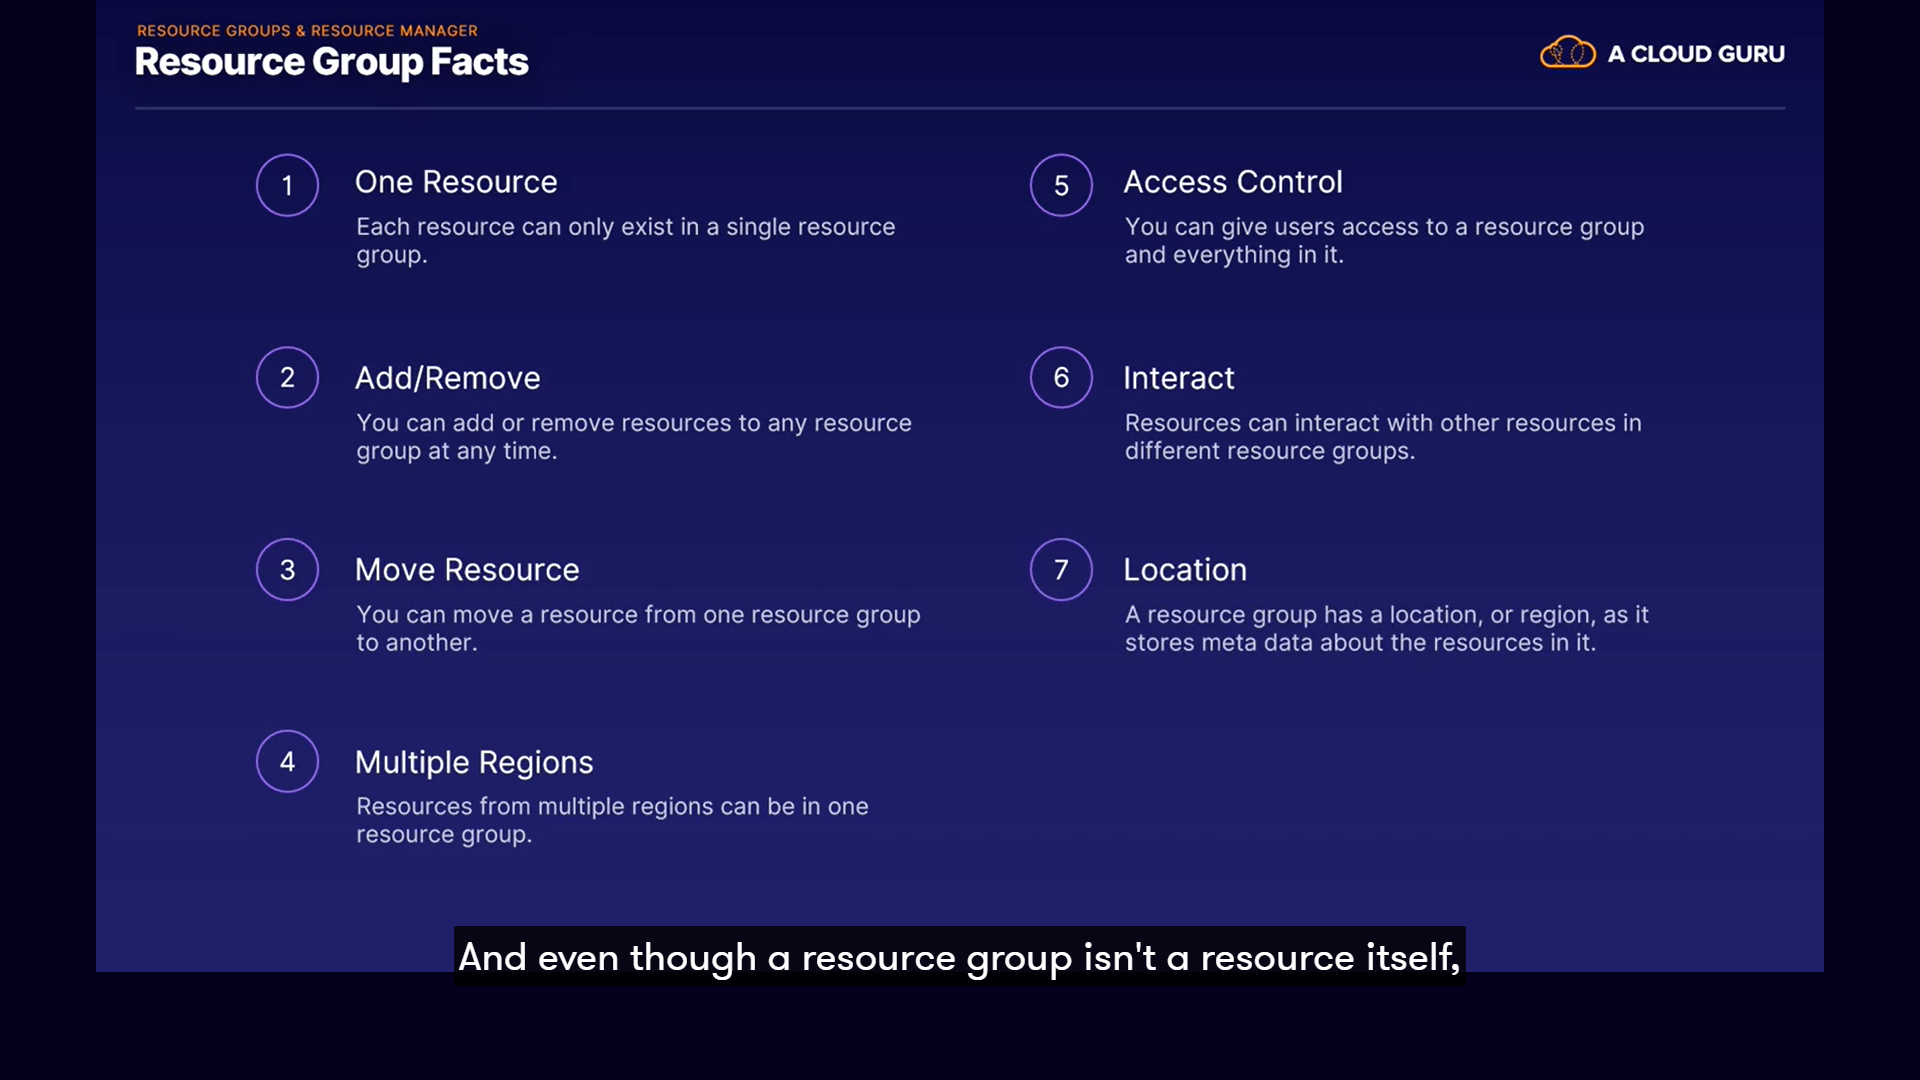 RESOURCE GROUPS & RESOURCE MANAGER
Resource Group Facts
A CLOUD GURU
1
One Resource
Each resource can only exist in a single resource
group.
2
Add/Remove
You can add or remove resources to any resource
group at any time.
3
Move Resource
You can move a resource from one resource group
to another.
4
Multiple Regions
Resources from multiple regions can be in one
resource group.
5
Access Control
You can give users access to a resource group
and everything in it.
6
Interact
Resources can interact with other resources in
different resource groups.
7
Location
A resource group has a location, or region, as it
stores meta data about the resources in it.
And even though a resource group isn't a resource itself,